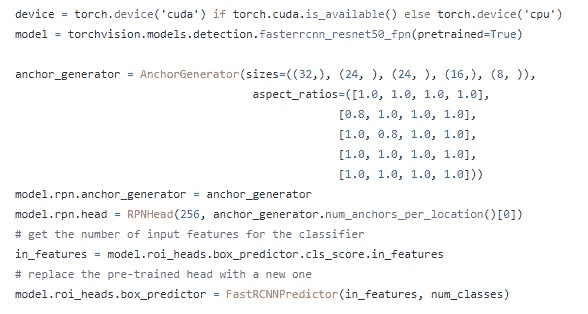 device = torch.device('cuda') if torch.cuda.is_available() else torch.device('cpu')
model = torchvision.models.detection.fasterrcnn_resnet50_fpn(pretrained=True)
anchor_generator = AnchorGenerator(sizes=((32,), (24, ), (24, ), (16,), (8, )),
aspect_ratios=([1.0, 1.0, 1.0, 1.0],
[0.8, 1.0, 1.0, 1.0],
[1.0, 0.8, 1.0, 1.0],
[1.0, 1.0, 1.0, 1.0],
[1.0, 1.0, 1.0, 1.0]))
model.rpn.anchor_generator = anchor_generator
model.rpn.head = RPNHead(256, anchor_generator.num_anchors_per_location()[0])
# get the number of input features for the classifier
in_features = model.roi_heads.box_predictor.cls_score.in_features
# replace the pre-trained head with a new one
model.roi_heads.box_predictor = FastRCNNPredictor(in_features, num_classes)